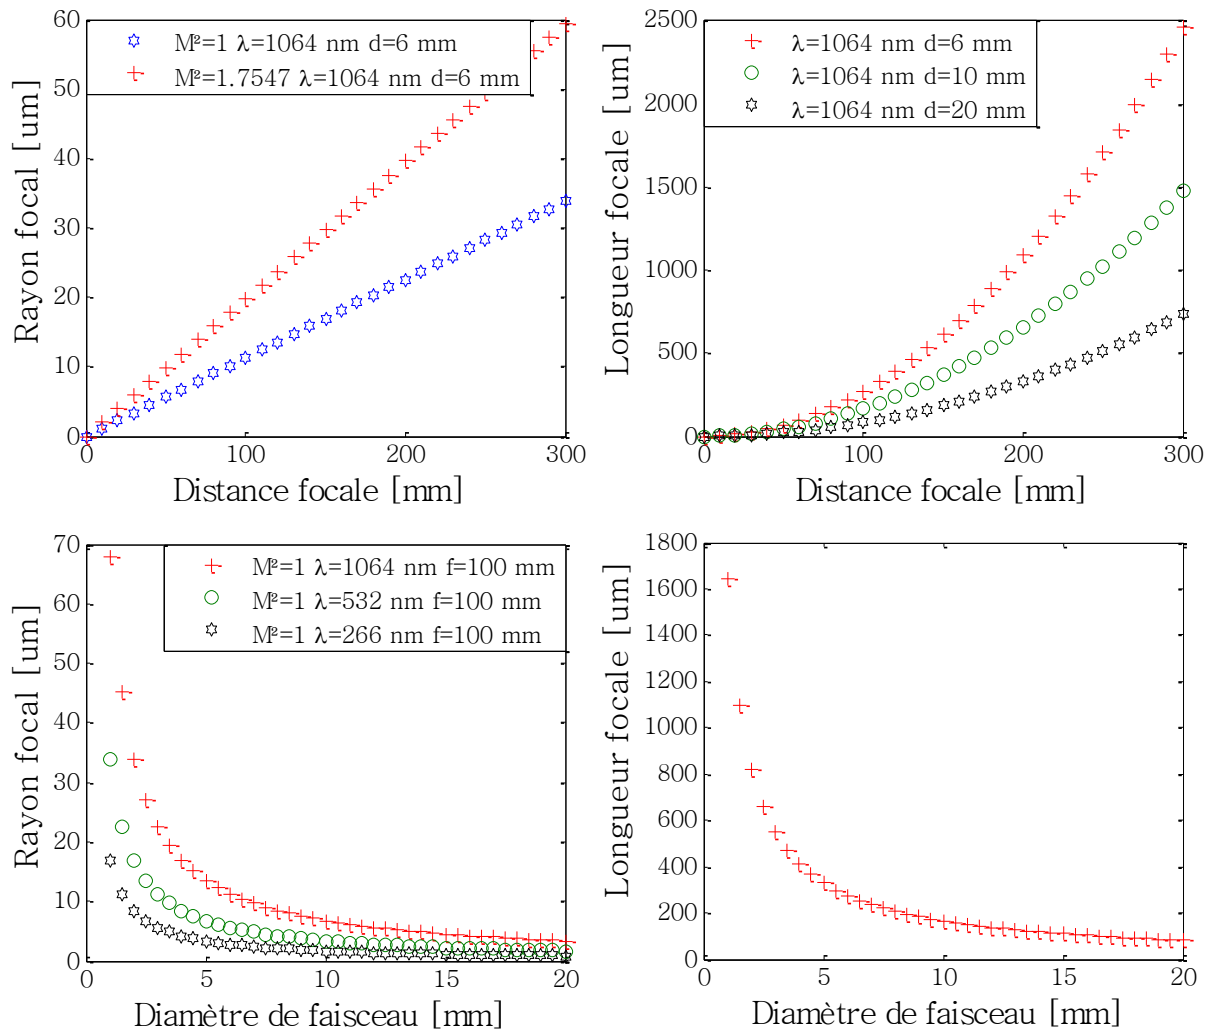 Rayon focal [um]
60
50
40
30
20
10
0
0 100 200 300
Distance focale [mm]
M²=1 λ=1064 nm d=6 mm
M²=1.7547 λ=1064 nm d=6 mm
Longueur focale [um]
2500
2000
1500
1000
500
0
0 100 200 300
Distance focale [mm]
λ=1064 nm d=6 mm
λ=1064 nm d=10 mm
λ=1064 nm d=20 mm
Rayon focal [um]
70
60
50
40
30
20
10
0
0 5 10 15 20
Diamètre de faisceau [mm]
M²=1 λ=1064 nm f=100 mm
M²=1 λ=532 nm f=100 mm
M²=1 λ=266 nm f=100 mm
Longueur focale [um]
1800
1600
1400
1200
1000
800
600
400
200
0
0 5 10 15 20
Diamètre de faisceau [mm]